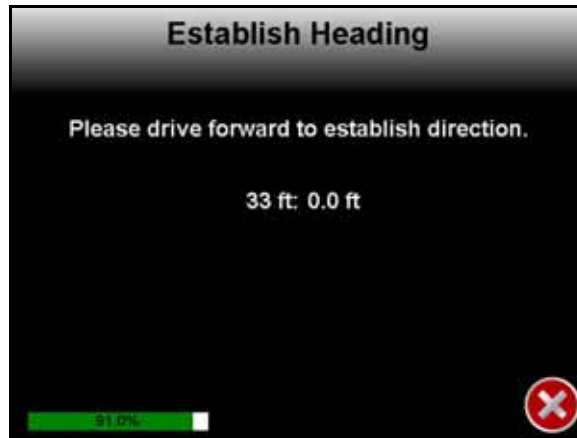 Establish Heading
Please drive forward to establish direction.
33 ft: 0.0 ft
91.0%